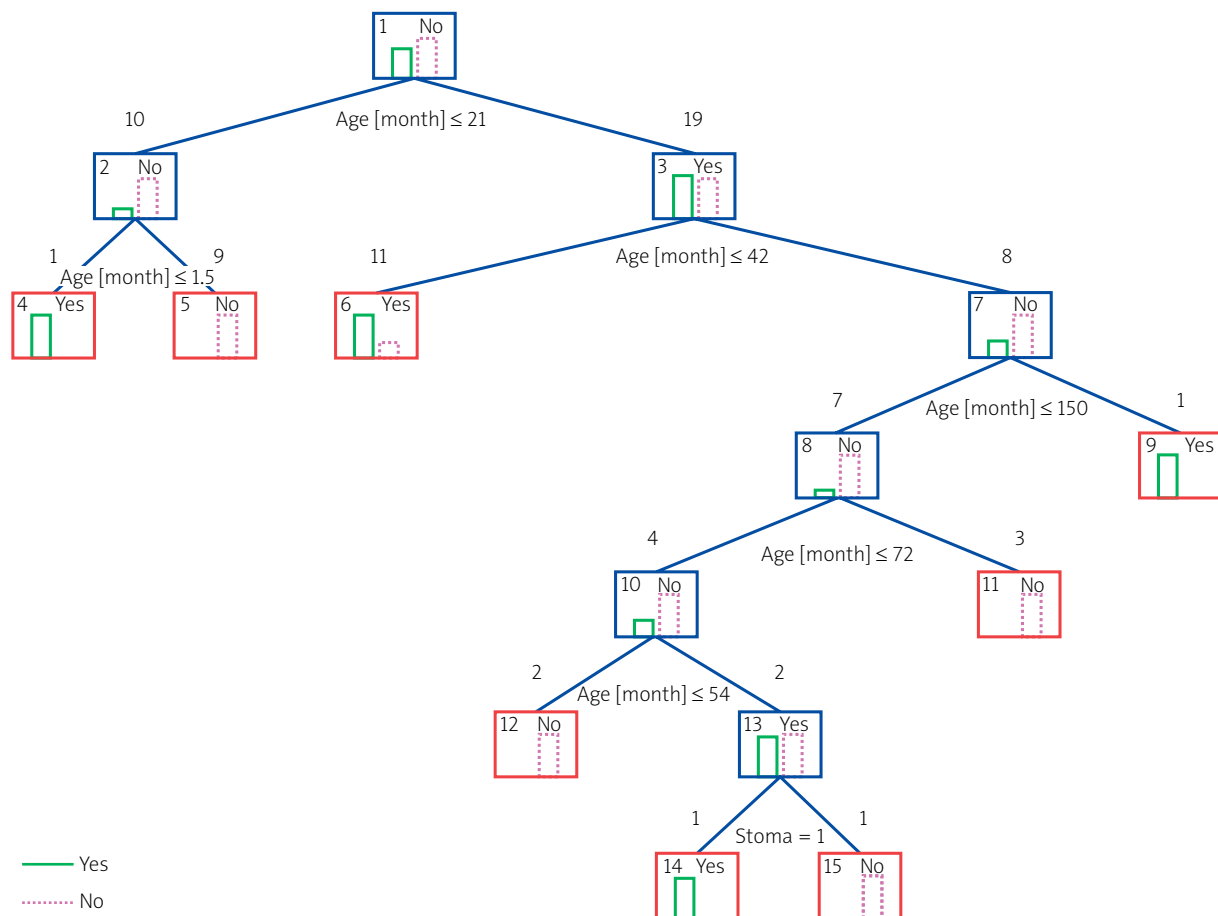 1 No
10 Age [month] ≤ 21 19
2 No 3 Yes
1 9 11 Age [month] ≤ 42 8
Age [month] ≤ 1.5
4 Yes 5 No 6 Yes 7 No
7 Age [month] ≤ 150 1
8 No 9 Yes
4 Age [month] ≤ 72 3
10 No 11 No
2 Age [month] ≤ 54 2
12 No 13 Yes
1 Stoma = 1 1
14 Yes 15 No
Yes
No